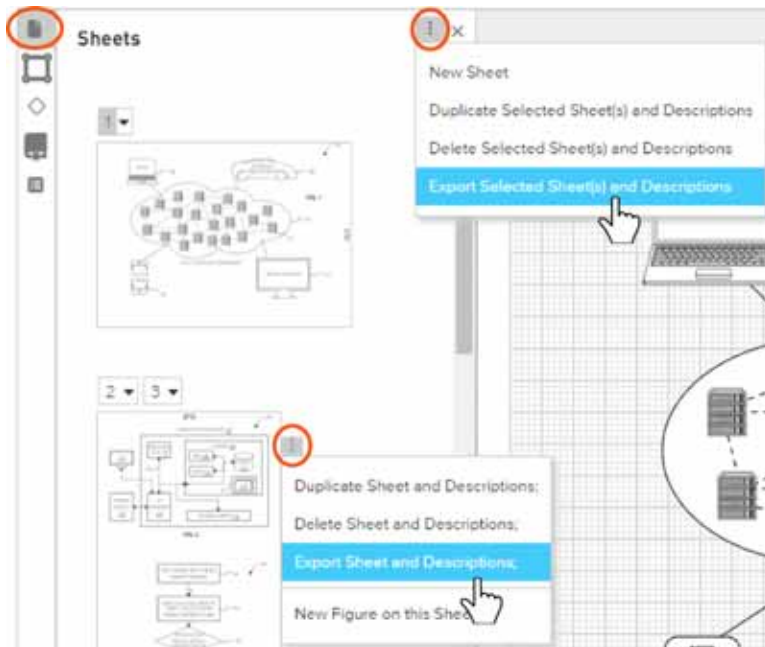 Sheets
New Sheet
Duplicate Selected Sheet(s) and Descriptions
Delete Selected Sheet(s) and Descriptions
Export Selected Sheet(s) and Descriptions
1
2 3
Duplicate Sheet and Descriptions;
Delete Sheet and Descriptions;
Export Sheet and Descriptions;
New Figure on this